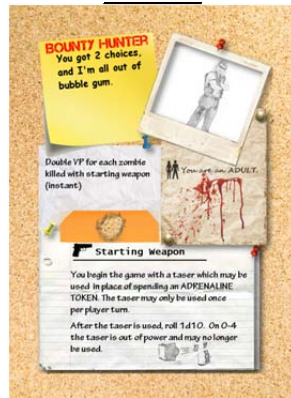 BOUNTY HUNTER
You got 2 choices,
and I'm all out of
bubble gum.
Double VP for each zombie
killed with starting weapon
(instant)
You are an ADULT.
Starting Weapon
You begin the game with a taser which may be
used in place of spending an ADRENALINE
TOKEN. The taser may only be used once
per player turn.
After the taser is used, roll 1d10. On 0-4
the taser is out of power and may no longer
be used.